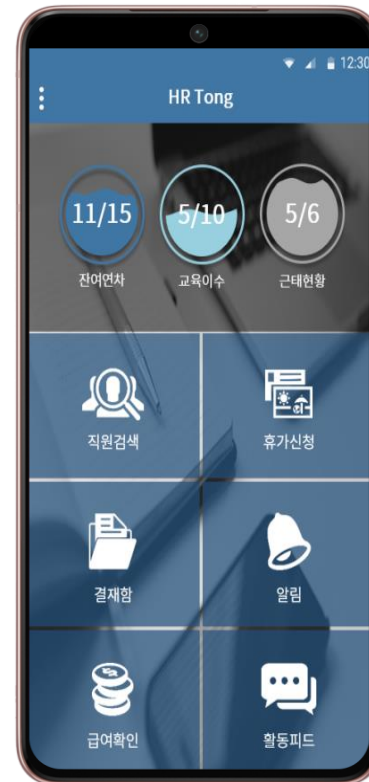 12:30
HR Tong
11/15 5/10 5/6
잔여연차 교육이수 근태현황
직원검색 휴가신청
결재함 알림
급여확인 활동피드